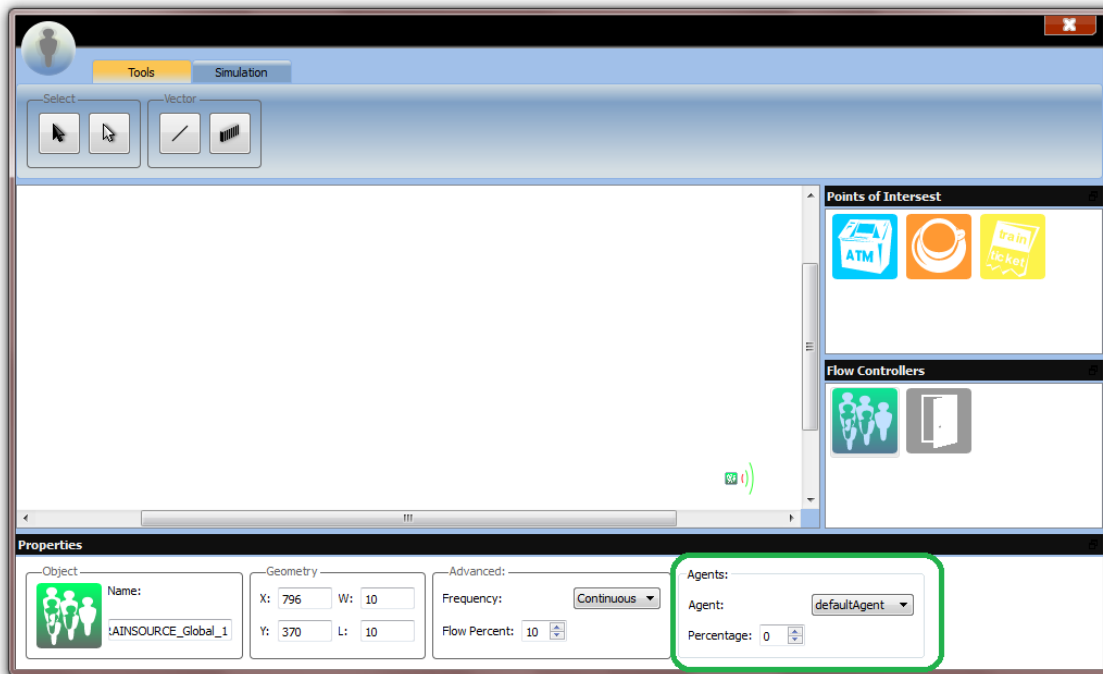 Tools Simulation
Select Vector
Points of Intersest
ATM
train
ticket
Flow Controllers
Properties
Object Geometry Advanced: Agents:
Name: X: 796 W: 10 Frequency: Continuous Agent: defaultAgent
AINSOURCE_Global_1 Y: 370 L: 10 Flow Percent: 10 Percentage: 0